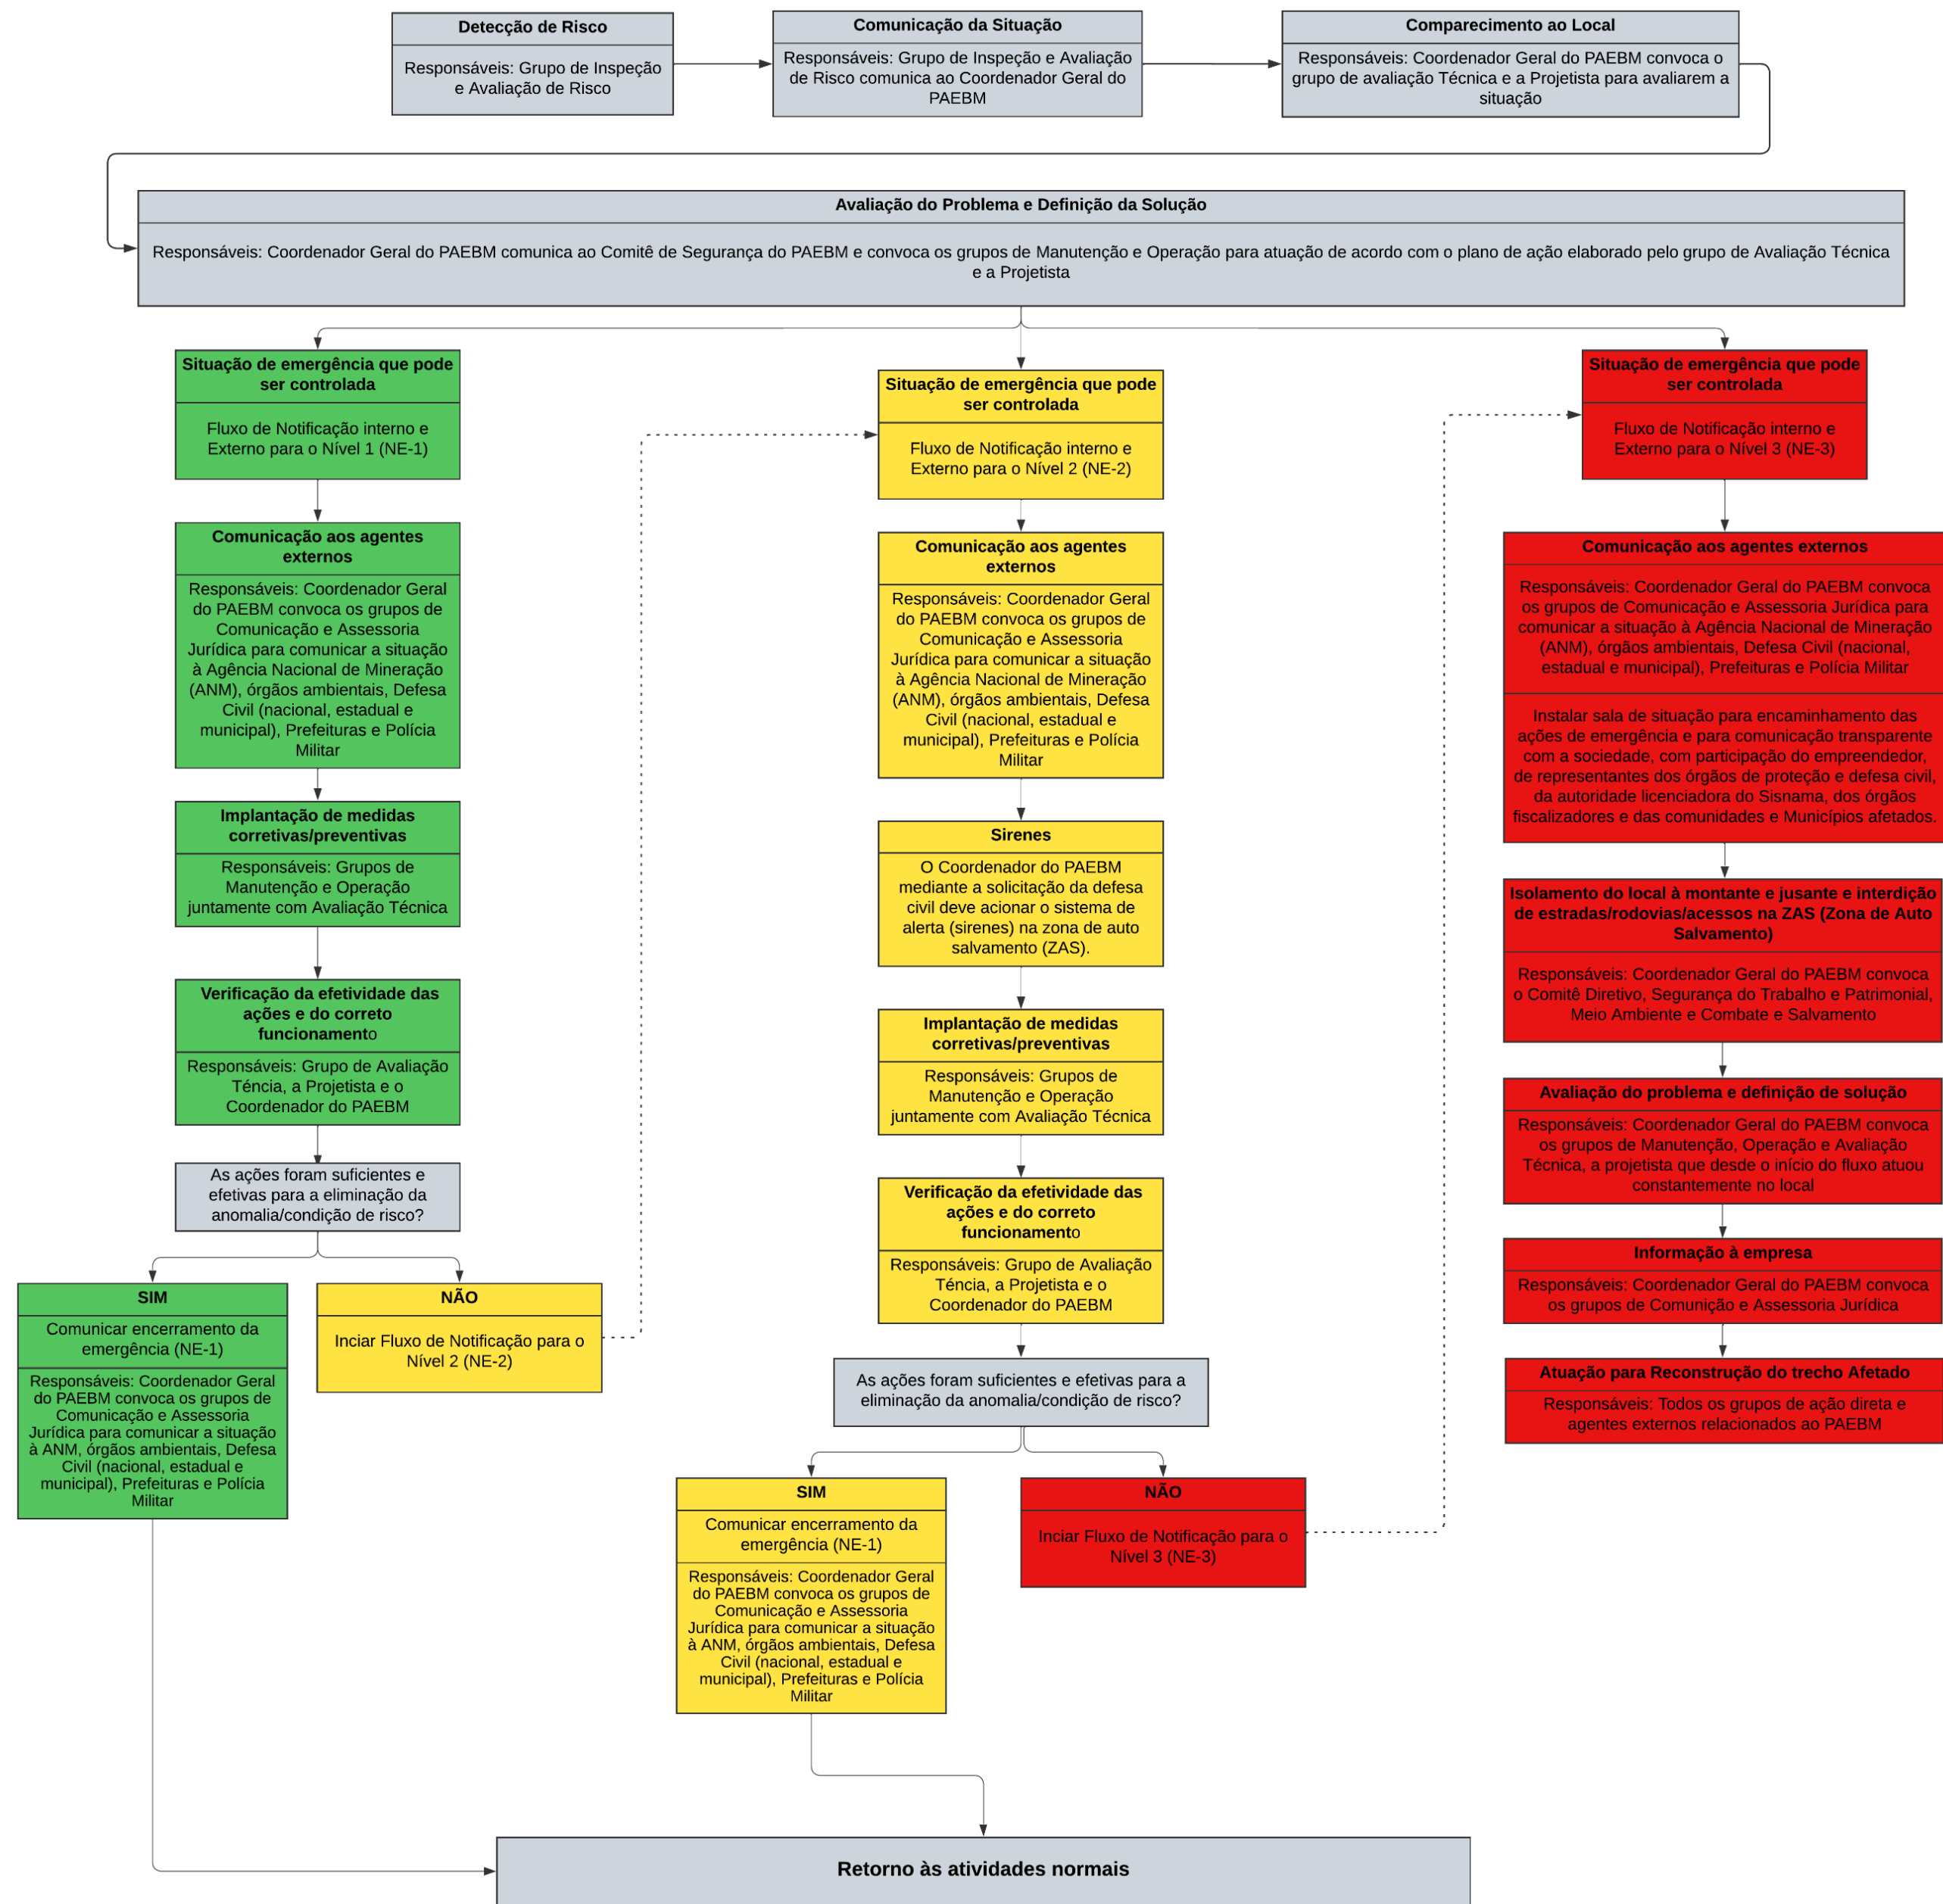 Detecção de Risco
Responsáveis: Grupo de Inspeção
e Avaliação de Risco
Comunicação da Situação
Responsáveis: Grupo de Inspeção e Avaliação
de Risco comunica ao Coordenador Geral do
PAEBM
Comparecimento ao Local
Responsáveis: Coordenador Geral do PAEBM convoca o
grupo de avaliação Técnica e a Projetista para avaliarem a
situação
Avaliação do Problema e Definição da Solução
Responsáveis: Coordenador Geral do PAEBM comunica ao Comitê de Segurança do PAEBM e convoca os grupos de Manutenção e Operação para atuação de acordo com o plano de ação elaborado pelo grupo de Avaliação Técnica
e a Projetista
Situação de emergência que pode
ser controlada
Fluxo de Notificação interno e
Externo para o Nível 1 (NE-1)
Comunicação aos agentes
externos
Responsáveis: Coordenador Geral
do PAEBM convoca os grupos de
Comunicação e Assessoria
Jurídica para comunicar a situação
à Agência Nacional de Mineração
(ANM), órgãos ambientais, Defesa
Civil (nacional, estadual e
municipal), Prefeituras e Polícia
Militar
Implantação de medidas
corretivas/preventivas
Responsáveis: Grupos de
Manutenção e Operação
juntamente com Avaliação Técnica
Verificação da efetividade das
ações e do correto
funcionamento
Responsáveis: Grupo de Avaliação
Téncia, a Projetista e o
Coordenador do PAEBM
As ações foram suficientes e
efetivas para a eliminação da
anomalia/condição de risco?
SIM
Comunicar encerramento da
emergência (NE-1)
Responsáveis: Coordenador Geral
do PAEBM convoca os grupos de
Comunicação e Assessoria
Jurídica para comunicar a situação
à ANM, órgãos ambientais, Defesa
Civil (nacional, estadual e
municipal), Prefeituras e Polícia
Militar
NÃO
Inciar Fluxo de Notificação para o
Nível 2 (NE-2)
Situação de emergência que pode
ser controlada
Fluxo de Notificação interno e
Externo para o Nível 2 (NE-2)
Comunicação aos agentes
externos
Responsáveis: Coordenador Geral
do PAEBM convoca os grupos de
Comunicação e Assessoria
Jurídica para comunicar a situação
à Agência Nacional de Mineração
(ANM), órgãos ambientais, Defesa
Civil (nacional, estadual e
municipal), Prefeituras e Polícia
Militar
Sirenes
O Coordenador do PAEBM
mediante a solicitação da defesa
civil deve acionar o sistema de
alerta (sirenes) na zona de auto
salvamento (ZAS).
Implantação de medidas
corretivas/preventivas
Responsáveis: Grupos de
Manutenção e Operação
juntamente com Avaliação Técnica
Verificação da efetividade das
ações e do correto
funcionamento
Responsáveis: Grupo de Avaliação
Téncia, a Projetista e o
Coordenador do PAEBM
As ações foram suficientes e efetivas para a
eliminação da anomalia/condição de risco?
SIM
Comunicar encerramento da
emergência (NE-1)
Responsáveis: Coordenador Geral
do PAEBM convoca os grupos de
Comunicação e Assessoria
Jurídica para comunicar a situação
à ANM, órgãos ambientais, Defesa
Civil (nacional, estadual e
municipal), Prefeituras e Polícia
Militar
NÃO
Inciar Fluxo de Notificação para o
Nível 3 (NE-3)
Situação de emergência que pode
ser controlada
Fluxo de Notificação interno e
Externo para o Nível 3 (NE-3)
Comunicação aos agentes externos
Responsáveis: Coordenador Geral do PAEBM convoca
os grupos de Comunicação e Assessoria Jurídica para
comunicar a situação à Agência Nacional de Mineração
(ANM), órgãos ambientais, Defesa Civil (nacional,
estadual e municipal), Prefeituras e Polícia Militar
Instalar sala de situação para encaminhamento das
ações de emergência e para comunicação transparente
com a sociedade, com participação do empreendedor,
de representantes dos órgãos de proteção e defesa civil,
da autoridade licenciadora do Sisnama, dos órgãos
fiscalizadores e das comunidades e Municípios afetados.
Isolamento do local à montante e jusante e interdição
de estradas/rodovias/acessos na ZAS (Zona de Auto
Salvamento)
Responsáveis: Coordenador Geral do PAEBM convoca
o Comitê Diretivo, Segurança do Trabalho e Patrimonial,
Meio Ambiente e Combate e Salvamento
Avaliação do problema e definição de solução
Responsáveis: Coordenador Geral do PAEBM convoca
os grupos de Manutenção, Operação e Avaliação
Técnica, a projetista que desde o início do fluxo atuou
constantemente no local
Informação à empresa
Responsáveis: Coordenador Geral do PAEBM convoca
os grupos de Comunição e Assessoria Jurídica
Atuação para Reconstrução do trecho Afetado
Responsáveis: Todos os grupos de ação direta e
agentes externos relacionados ao PAEBM
Retorno às atividades normais